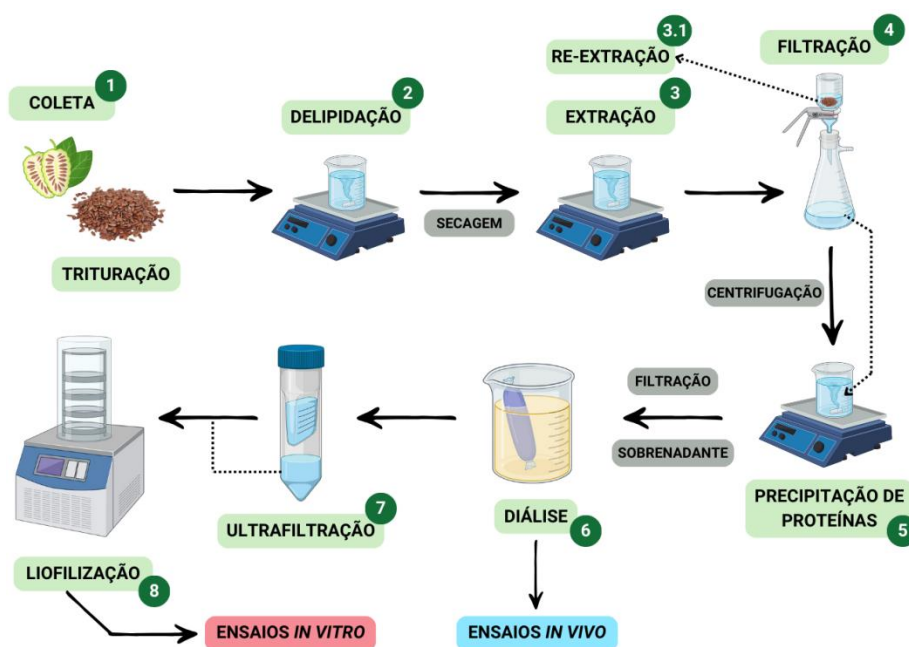 1
COLETA
TRITURAÇÃO
2
DELIPIDAÇÃO
SECAGEM
3.1
RE-EXTRAÇÃO
3
EXTRAÇÃO
4
FILTRAÇÃO
CENTRIFUGAÇÃO
PRECIPITAÇÃO DE
PROTEÍNAS
5
FILTRAÇÃO
SOBRENADANTE
DIÁLISE
6
ENSAIOS IN VIVO
7
ULTRAFILTRAÇÃO
LIOFILIZAÇÃO
8
ENSAIOS IN VITRO